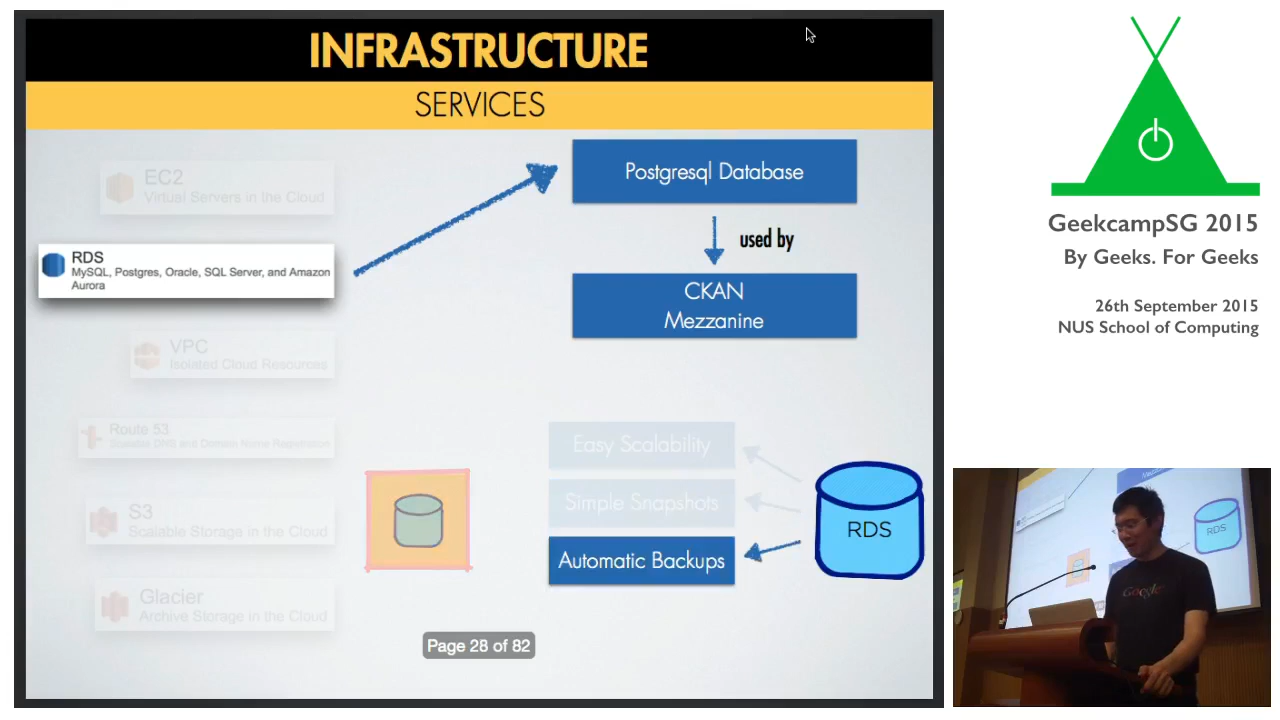 INFRASTRUCTURE
SERVICES
EC2
Virtual Servers in the Cloud
RDS
MySQL, Postgres, Oracle, SQL Server, and Amazon
Aurora
VPC
Isolated Cloud Resources
Route 53
Scalable DNS and Domain Name Registration
S3
Scalable Storage in the Cloud
Glacier
Archive Storage in the Cloud
Postgresql Database
used by
CKAN
Mezzanine
Easy Scalability
Simple Snapshots
Automatic Backups
RDS
Page 28 of 82
GeekcampSG 2015
By Geeks. For Geeks
26th September 2015
NUS School of Computing
RDS
Google